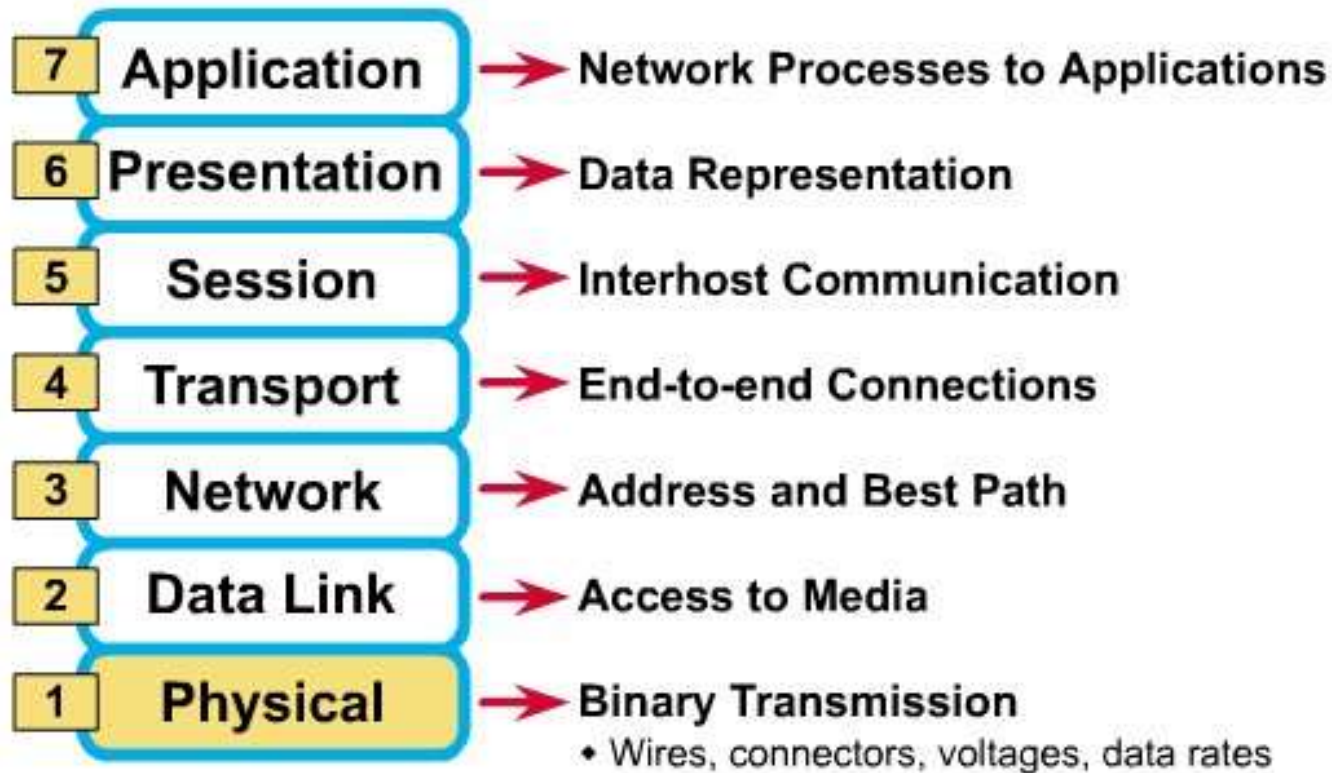 7 Application Network Processes to Applications
6 Presentation Data Representation
5 Session Interhost Communication
4 Transport End-to-end Connections
3 Network Address and Best Path
2 Data Link Access to Media
1 Physical Binary Transmission
◆ Wires, connectors, voltages, data rates